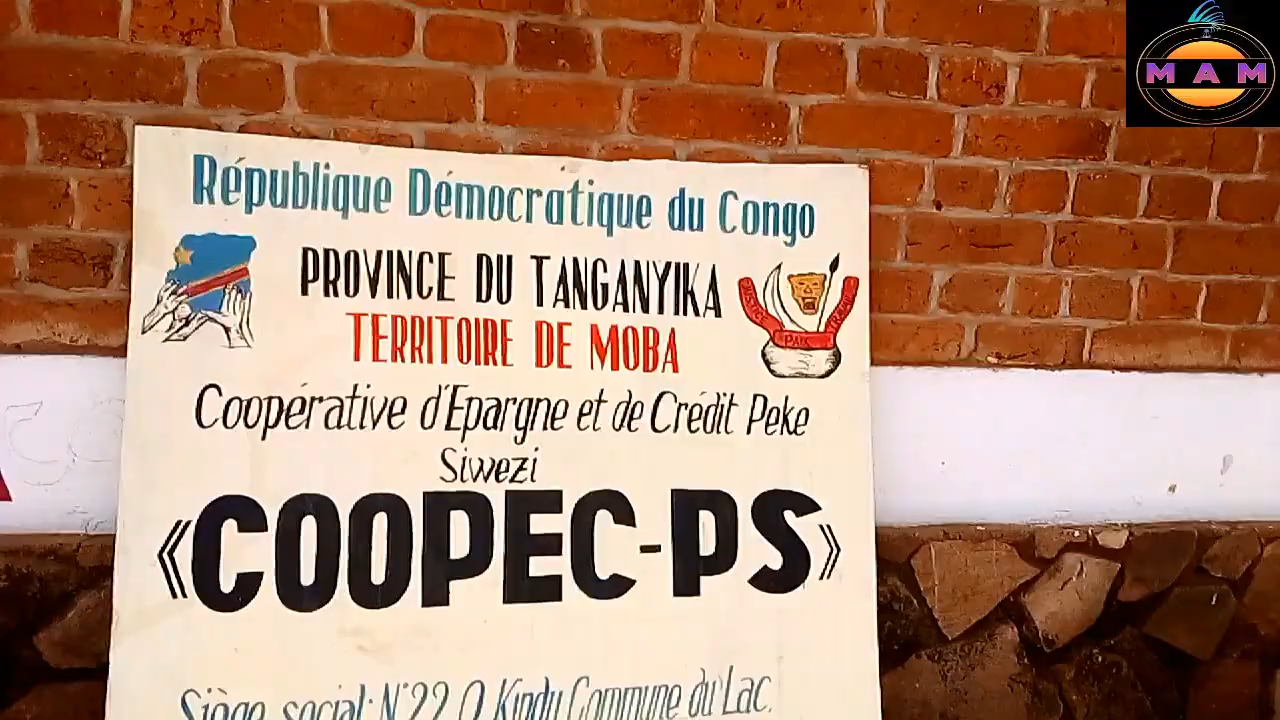 MAM
République Démocratique du Congo
PROVINCE DU TANGANYIKA
TERRITOIRE DE MOBA
PAIX
Coopérative d'Epargne et de Crédit Peke
Siwezi
«COOPEC-PS»
Siège social: N°22 Q. Kindu Commune du Lac.